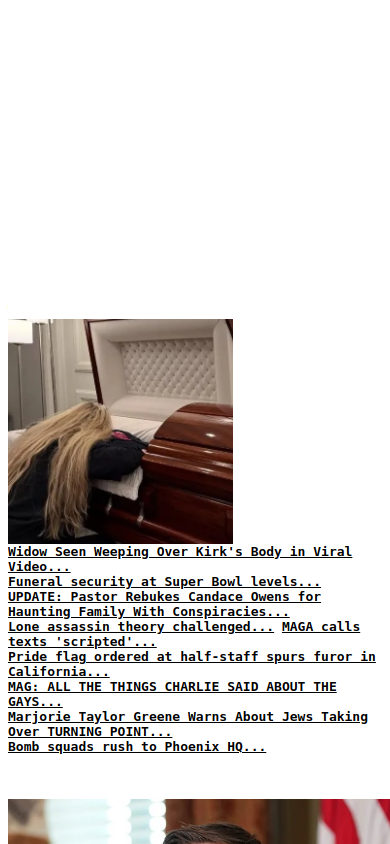 Widow Seen Weeping Over Kirk's Body in Viral
Video...
Funeral security at Super Bowl levels...
UPDATE: Pastor Rebukes Candace Owens for
Haunting Family With Conspiracies...
Lone assassin theory challenged... MAGA calls
texts 'scripted'...
Pride flag ordered at half-staff spurs furor in
California...
MAG: ALL THE THINGS CHARLIE SAID ABOUT THE
GAYS...
Marjorie Taylor Greene Warns About Jews Taking
Over TURNING POINT...
Bomb squads rush to Phoenix HQ...